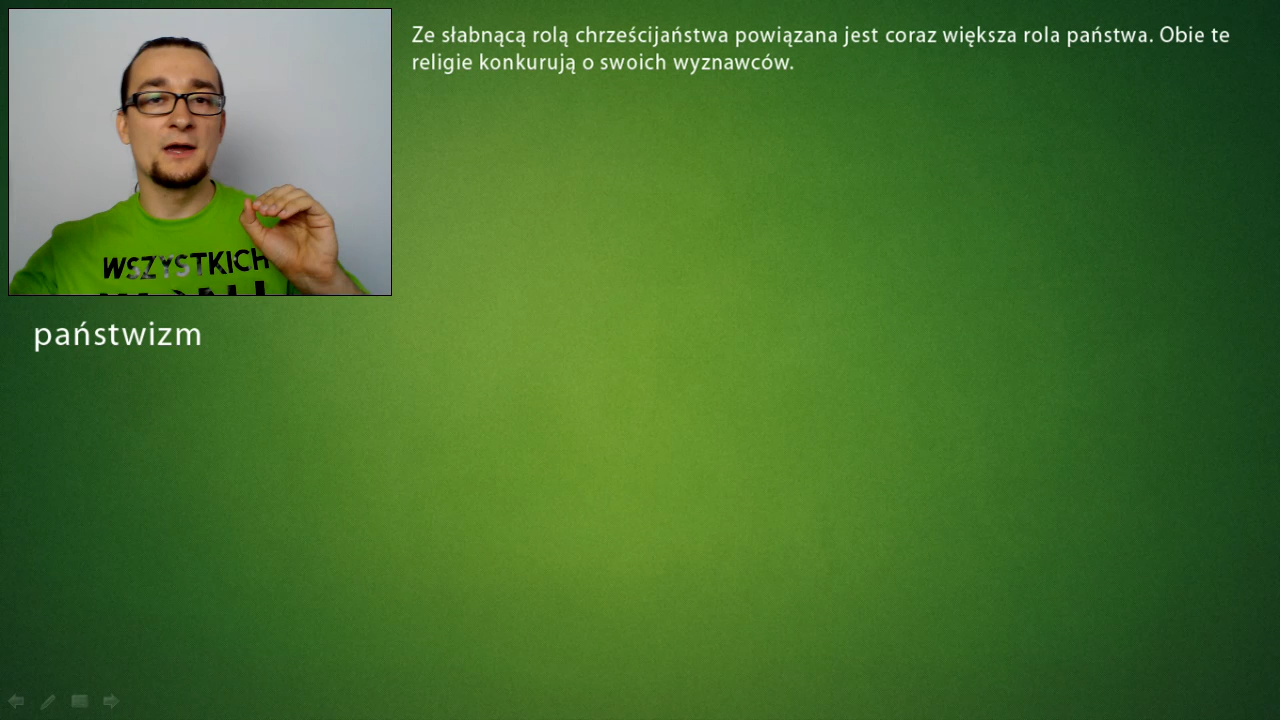 Ze słabnącą rolą chrześcijaństwa powiązana jest coraz większa rola państwa. Obie te
religie konkurują o swoich wyznawców.
WSZYSTKICH
państwizm